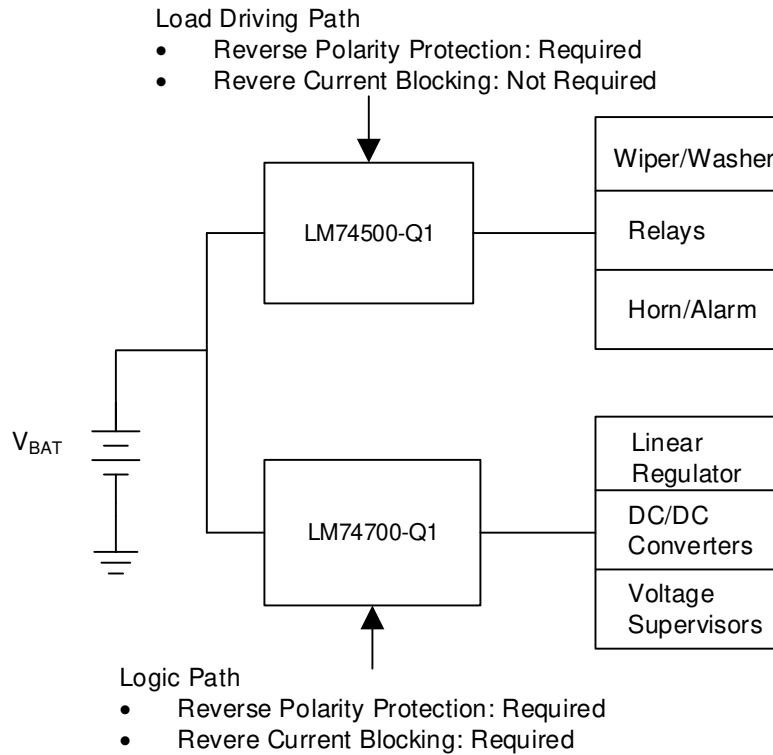 Load Driving Path
• Reverse Polarity Protection: Required
• Revere Current Blocking: Not Required
Wiper/Washer
LM74500-Q1
Relays
Horn/Alarm
VBAT
Linear
Regulator
LM74700-Q1
DC/DC
Converters
Voltage
Supervisors
Logic Path
• Reverse Polarity Protection: Required
• Revere Current Blocking: Required